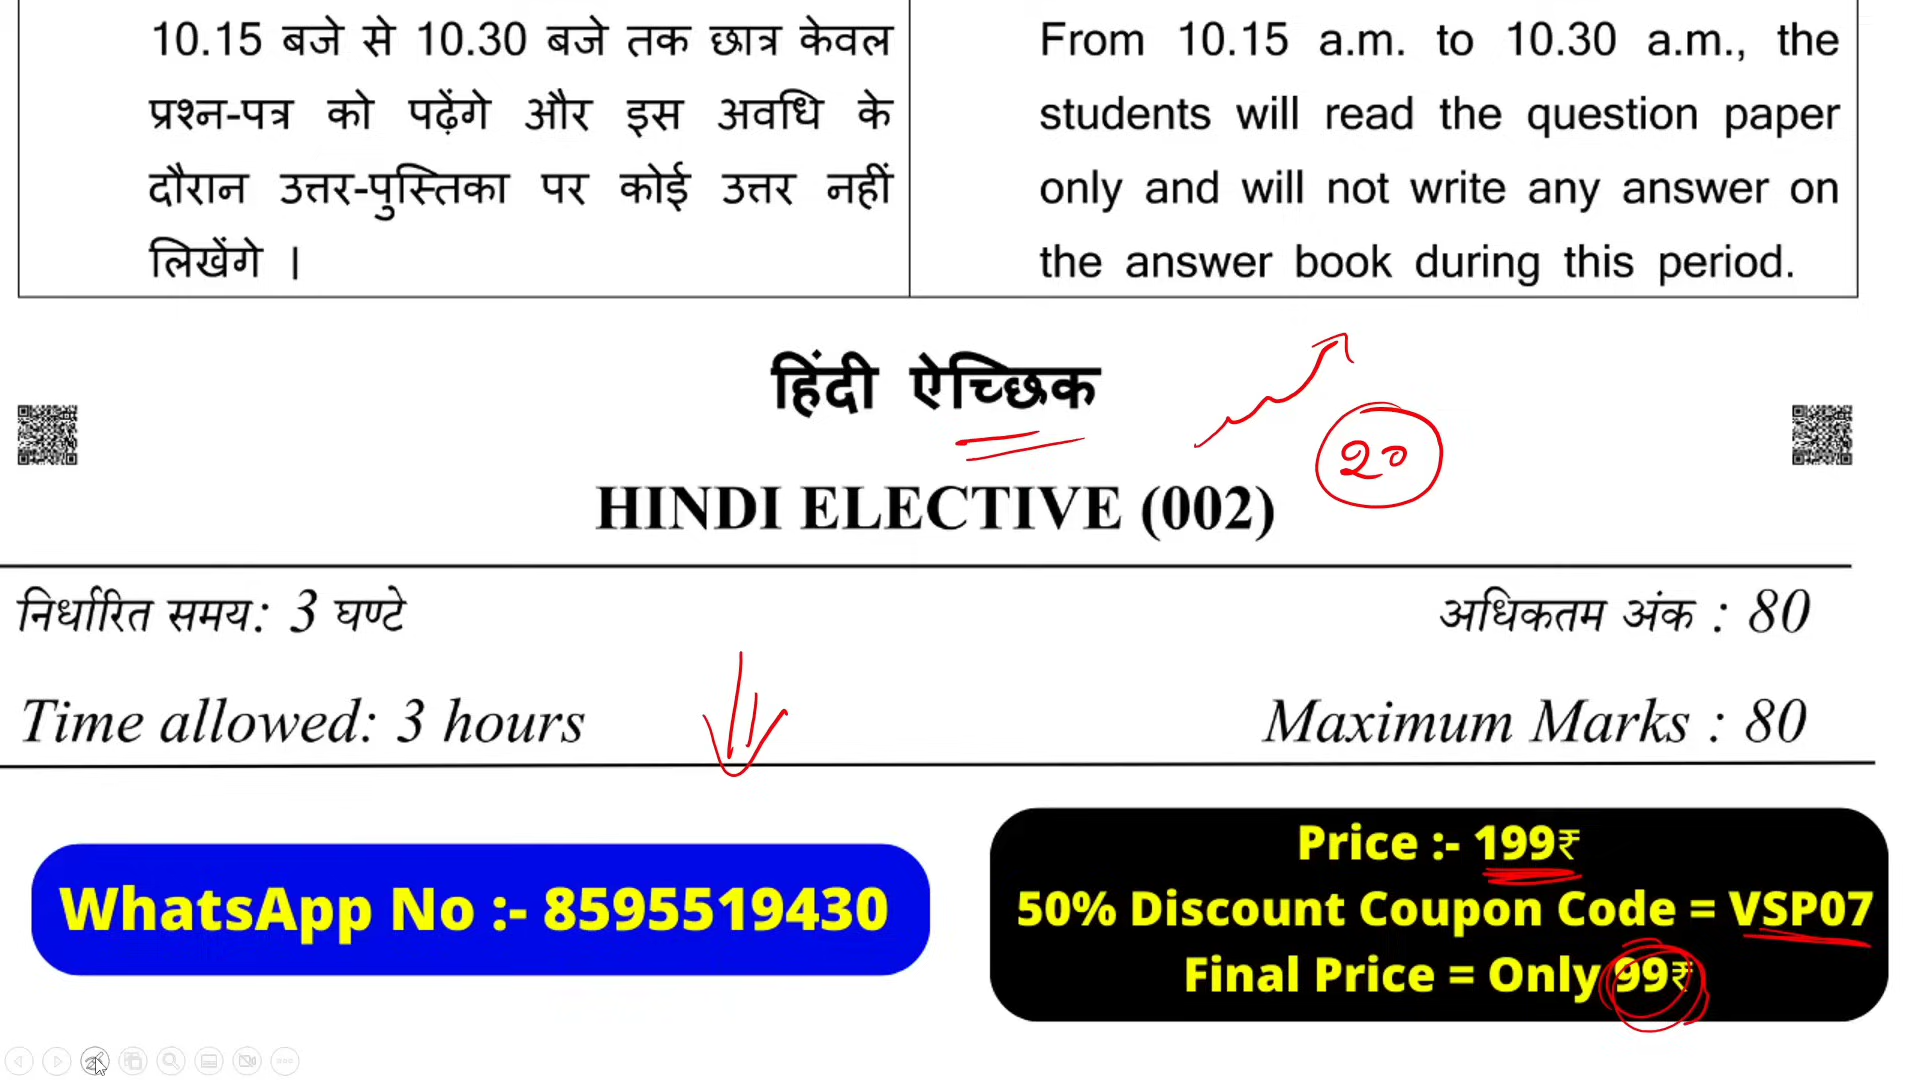 10.15 बजे से 10.30 बजे तक छात्र केवल
प्रश्न-पत्र को पढ़ेंगे और इस अवधि के
दौरान उत्तर-पुस्तिका पर कोई उत्तर नहीं
लिखेंगे ।
From 10.15 a.m. to 10.30 a.m., the
students will read the question paper
only and will not write any answer on
the answer book during this period.
हिंदी ऐच्छिक
20
HINDI ELECTIVE (002)
निर्धारित समय: 3 घण्टे
अधिकतम अंक : 80
Time allowed: 3 hours
Maximum Marks : 80
WhatsApp No :- 8595519430
Price :- 199₹
50% Discount Coupon Code = VSP07
Final Price = Only 99₹